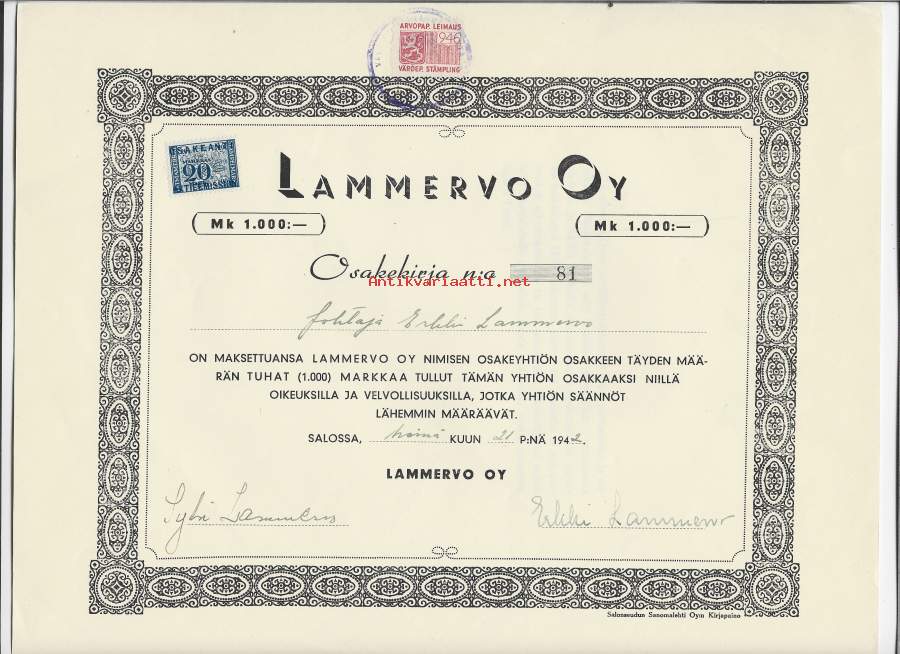 ARVOPAP. LEIMAUS
1946
VÄRDEP. STÄMPLING
OSAKEANTI
20
LAMMERVO OY
Mk 1.000:— Mk 1.000:—
Osakekirja n:o 81
Antikvariaatti.net
Johtaja Erkki Lammervo
ON MAKSETTUANSA LAMMERVO OY NIMISEN OSAKEYHTIÖN OSAKKEEN TÄYDEN MÄÄ-
RÄN TUHAT (1.000) MARKKAA TULLUT TÄMÄN YHTIÖN OSAKKAAKSI NIILLÄ
OIKEUKSILLA JA VELVOLLISUUKSILLA, JOTKA YHTIÖN SÄÄNNÖT
LÄHEMMIN MÄÄRÄÄVÄT.
SALOSSA, heinä KUUN 21 P:NÄ 1942.
LAMMERVO OY
Sylvi Lammervo Erkki Lammervo
Salonseudun Sanomalehti Oy:n Kirjapaino